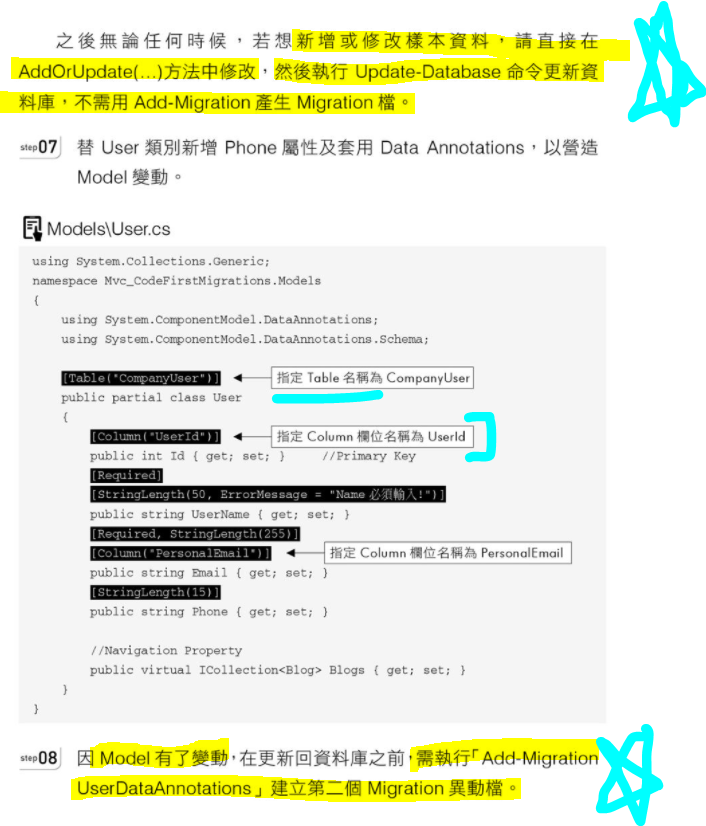 之後無論任何時候，若想新增或修改樣本資料，請直接在
AddOrUpdate(...)方法中修改，然後執行 Update-Database 命令更新資
料庫，不需用 Add-Migration 產生 Migration 檔。
step07 替 User 類別新增 Phone 屬性及套用 Data Annotations，以營造
Model 變動。
Models\User.cs
using System.Collections.Generic;
namespace Mvc_CodeFirstMigrations.Models
{
using System.ComponentModel.DataAnnotations;
using System.ComponentModel.DataAnnotations.Schema;
[Table("CompanyUser")] 指定 Table 名稱為 CompanyUser
public partial class User
{
[Column("UserId")] 指定 Column 欄位名稱為 UserId
public int Id { get; set; } //Primary Key
[Required]
[StringLength(50, ErrorMessage = "Name 必須輸入!")]
public string UserName { get; set; }
[Required, StringLength(255)]
[Column("PersonalEmail")] 指定 Column 欄位名稱為 PersonalEmail
public string Email { get; set; }
[StringLength(15)]
public string Phone { get; set; }
//Navigation Property
public virtual ICollection<Blog> Blogs { get; set; }
}
}
step08 因 Model 有了變動，在更新回資料庫之前，需執行「Add-Migration
UserDataAnnotations」建立第二個 Migration 異動檔。